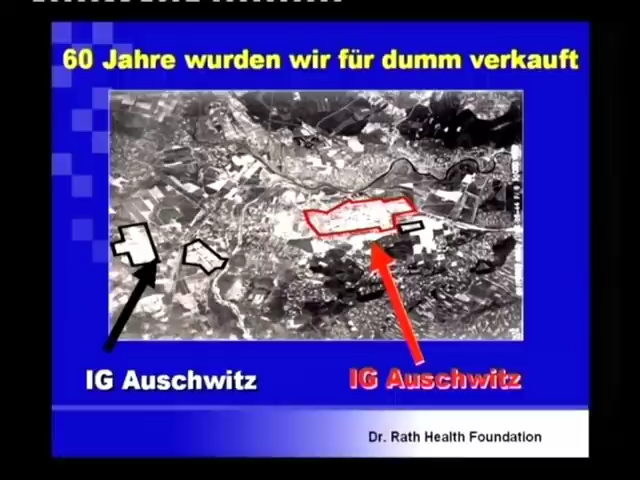 60 Jahre wurden wir für dumm verkauft
IG Auschwitz
IG Auschwitz
Dr. Rath Health Foundation